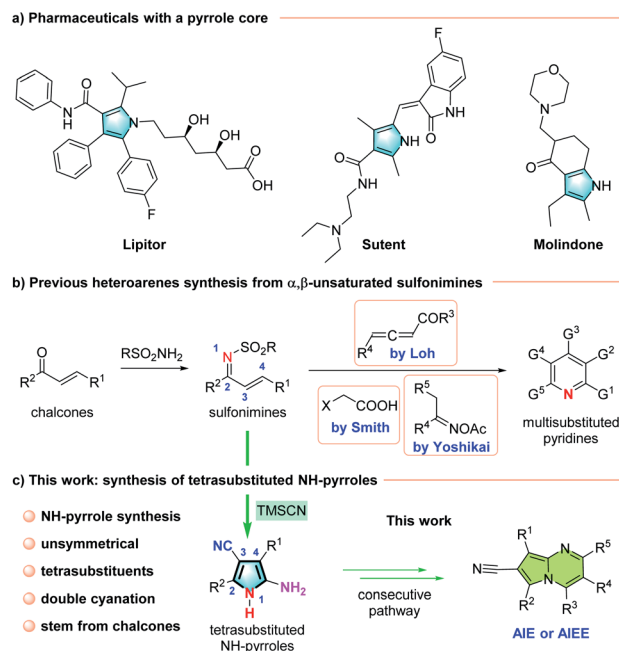 a) Pharmaceuticals with a pyrrole core
O
N
H
N
OH
OH
O
OH
F
Lipitor
F
NH
O
NH
O
NH
N
Sutent
O
N
O
NH
Molindone
b) Previous heteroarenes synthesis from α,β-unsaturated sulfonimines
O
R² R¹
chalcones
RSO₂NH₂
1 N SO₂R
R² 2 3 4 R¹
sulfonimines
COR³
R⁴
by Loh
X COOH
by Smith
R⁵
R⁴ NOAc
by Yoshikai
G³
G⁴ G²
G⁵ N G¹
multisubstituted
pyridines
c) This work: synthesis of tetrasubstituted NH-pyrroles
NH-pyrrole synthesis
unsymmetrical
tetrasubstituents
double cyanation
stem from chalcones
TMSCN
NC 3 4 R¹
R² 2 N 1 NH₂
H
tetrasubstituted
NH-pyrroles
This work
consecutive
pathway
R¹ N R⁵
N≡ R⁴
N
R² R³
AIE or AIEE